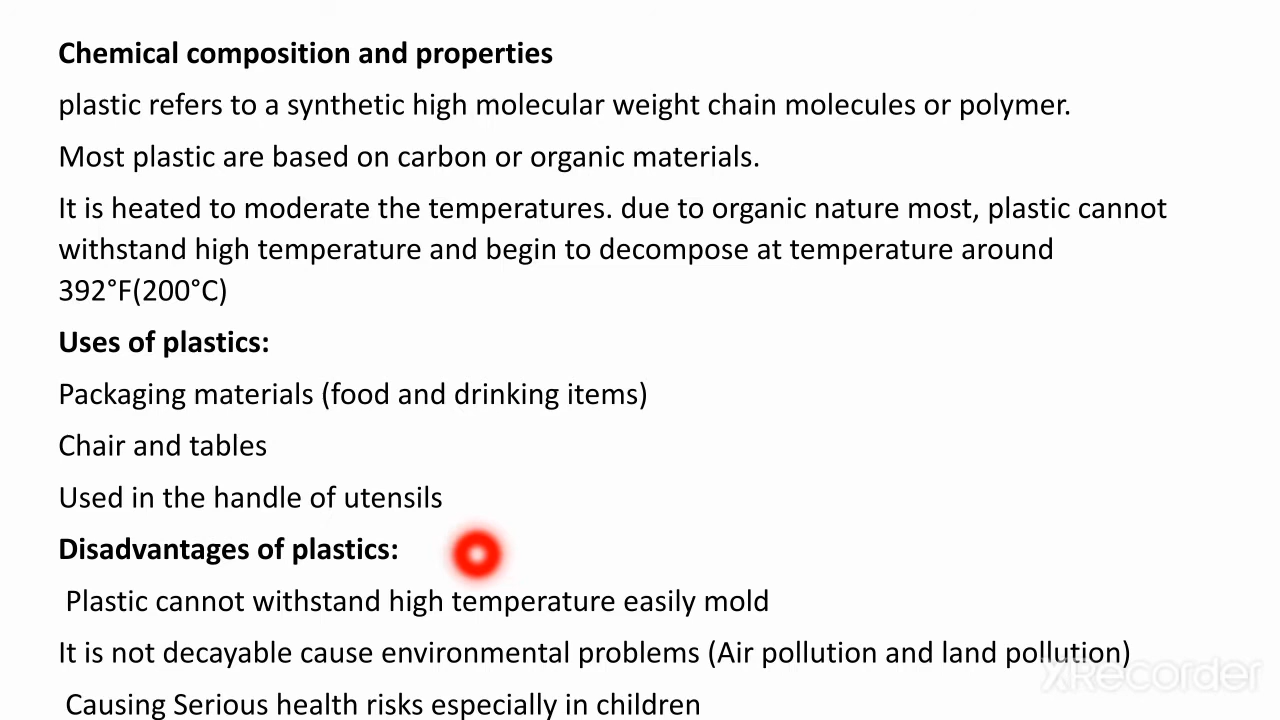 Chemical composition and properties
plastic refers to a synthetic high molecular weight chain molecules or polymer.
Most plastic are based on carbon or organic materials.
It is heated to moderate the temperatures. due to organic nature most, plastic cannot
withstand high temperature and begin to decompose at temperature around
392°F(200°C)
Uses of plastics:
Packaging materials (food and drinking items)
Chair and tables
Used in the handle of utensils
Disadvantages of plastics:
Plastic cannot withstand high temperature easily mold
It is not decayable cause environmental problems (Air pollution and land pollution)
XRecorder
Causing Serious health risks especially in children